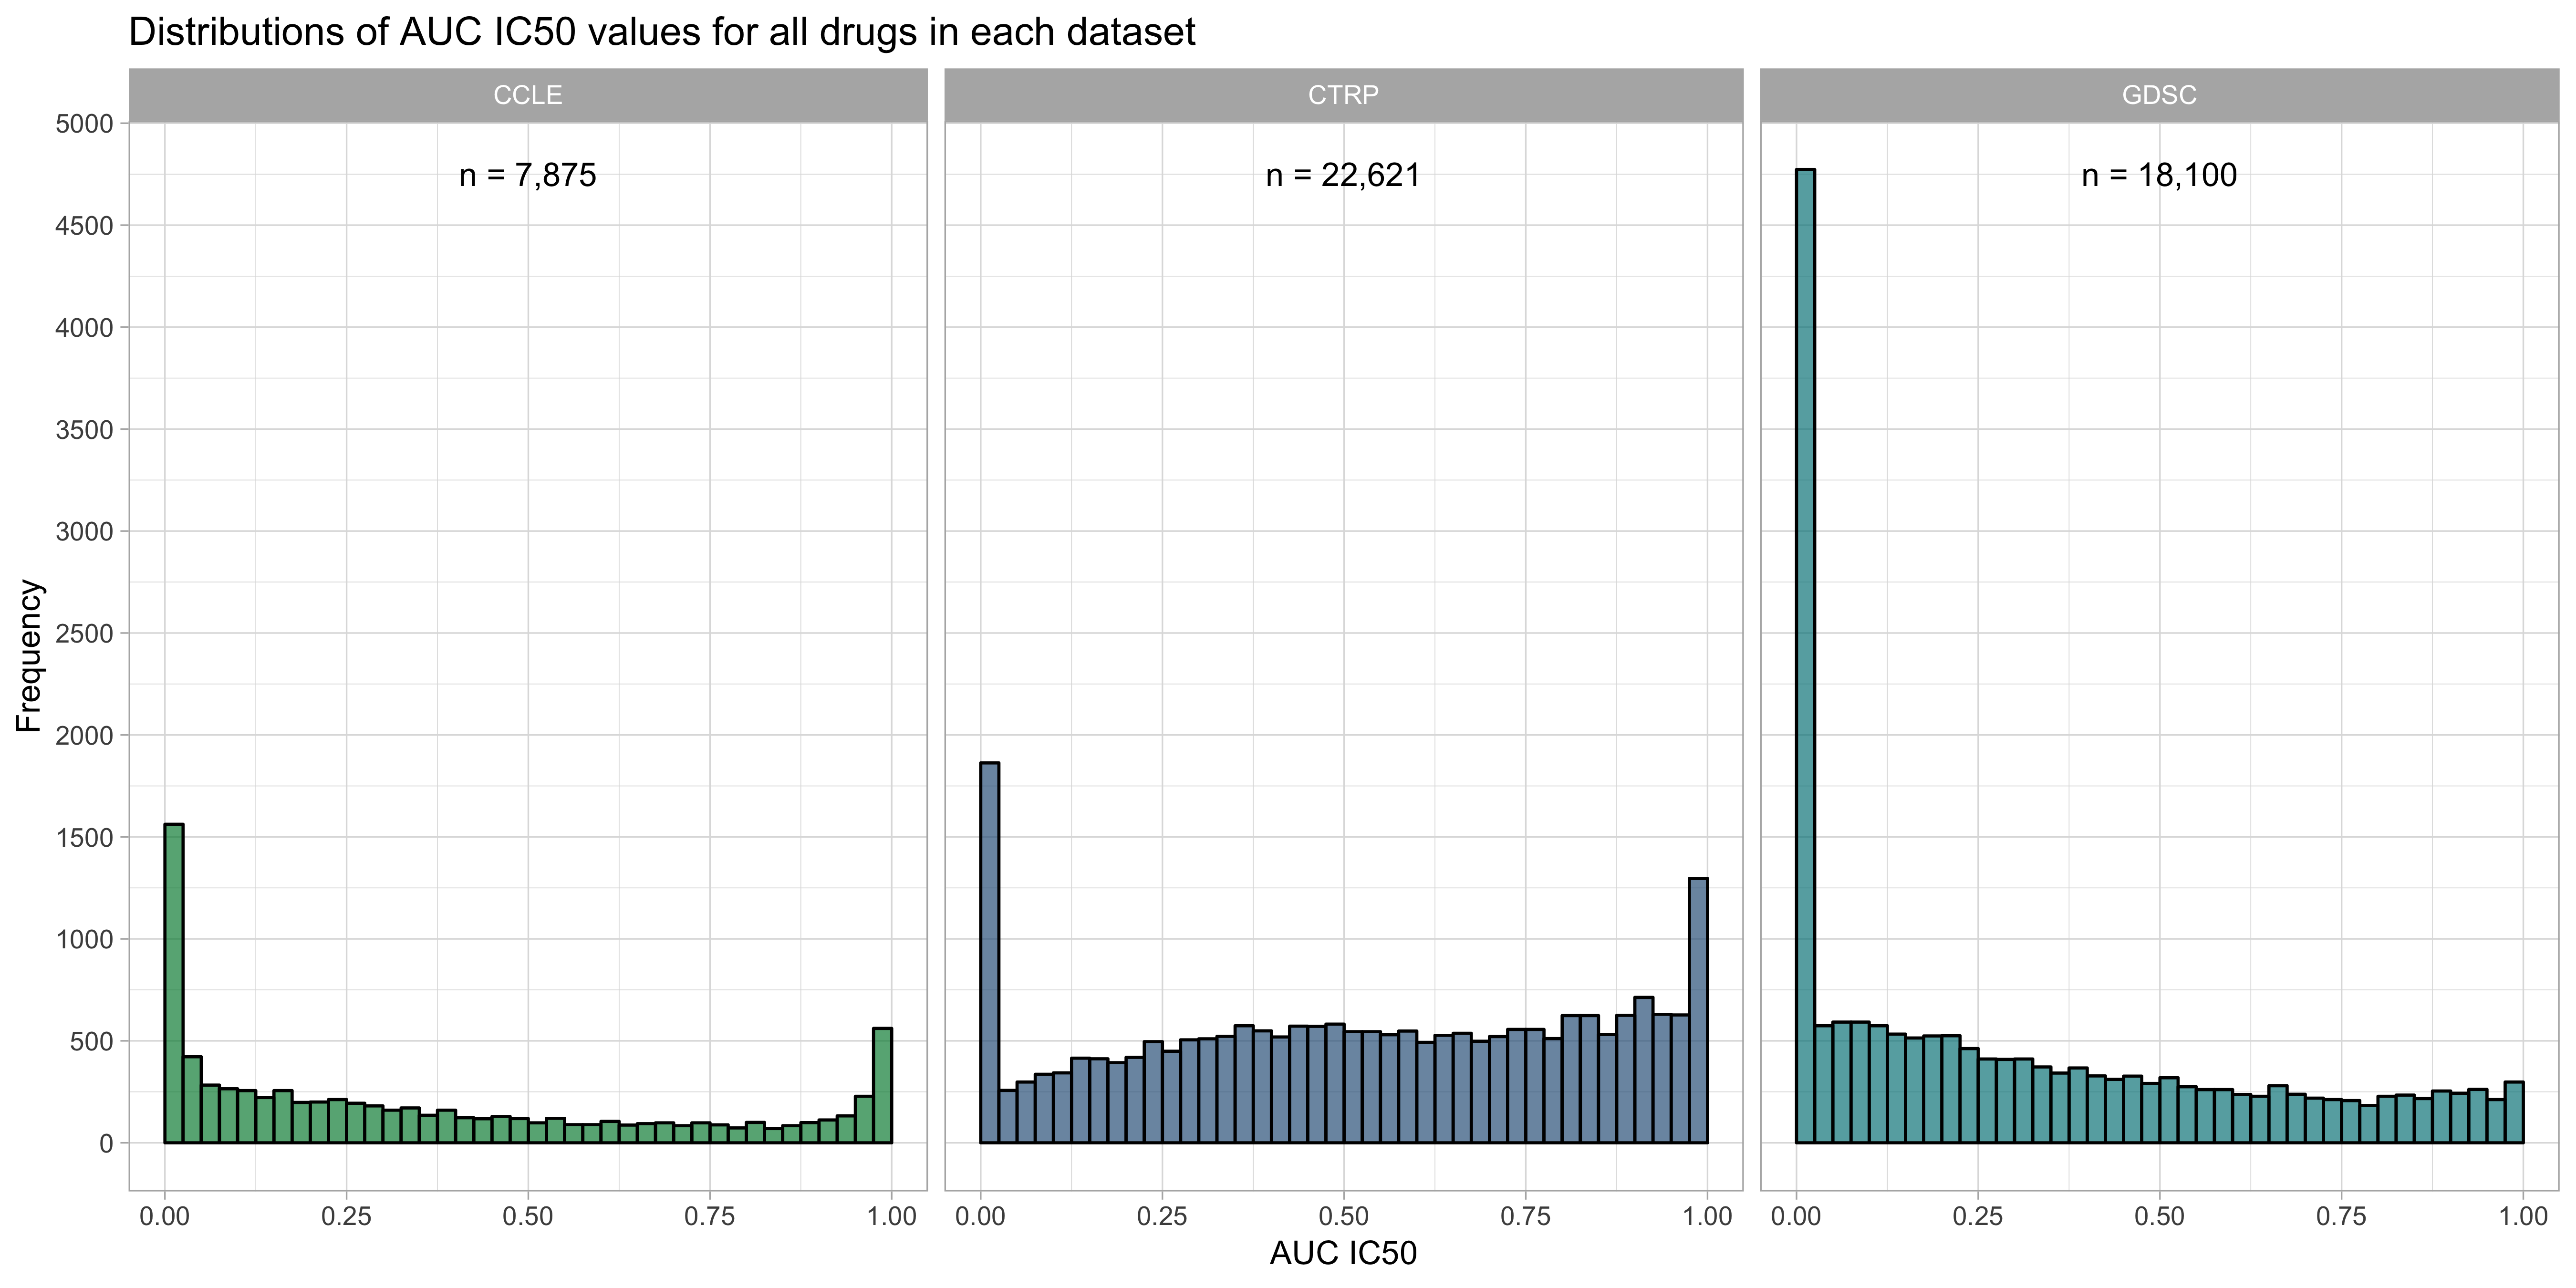 Distributions of AUC IC50 values for all drugs in each dataset
CCLE
CTRP
GDSC
n = 7,875
n = 22,621
n = 18,100
5000
4500
4000
3500
3000
2500
2000
1500
1000
500
0
Frequency
0.00 0.25 0.50 0.75 1.00
0.00 0.25 0.50 0.75 1.00
0.00 0.25 0.50 0.75 1.00
AUC IC50